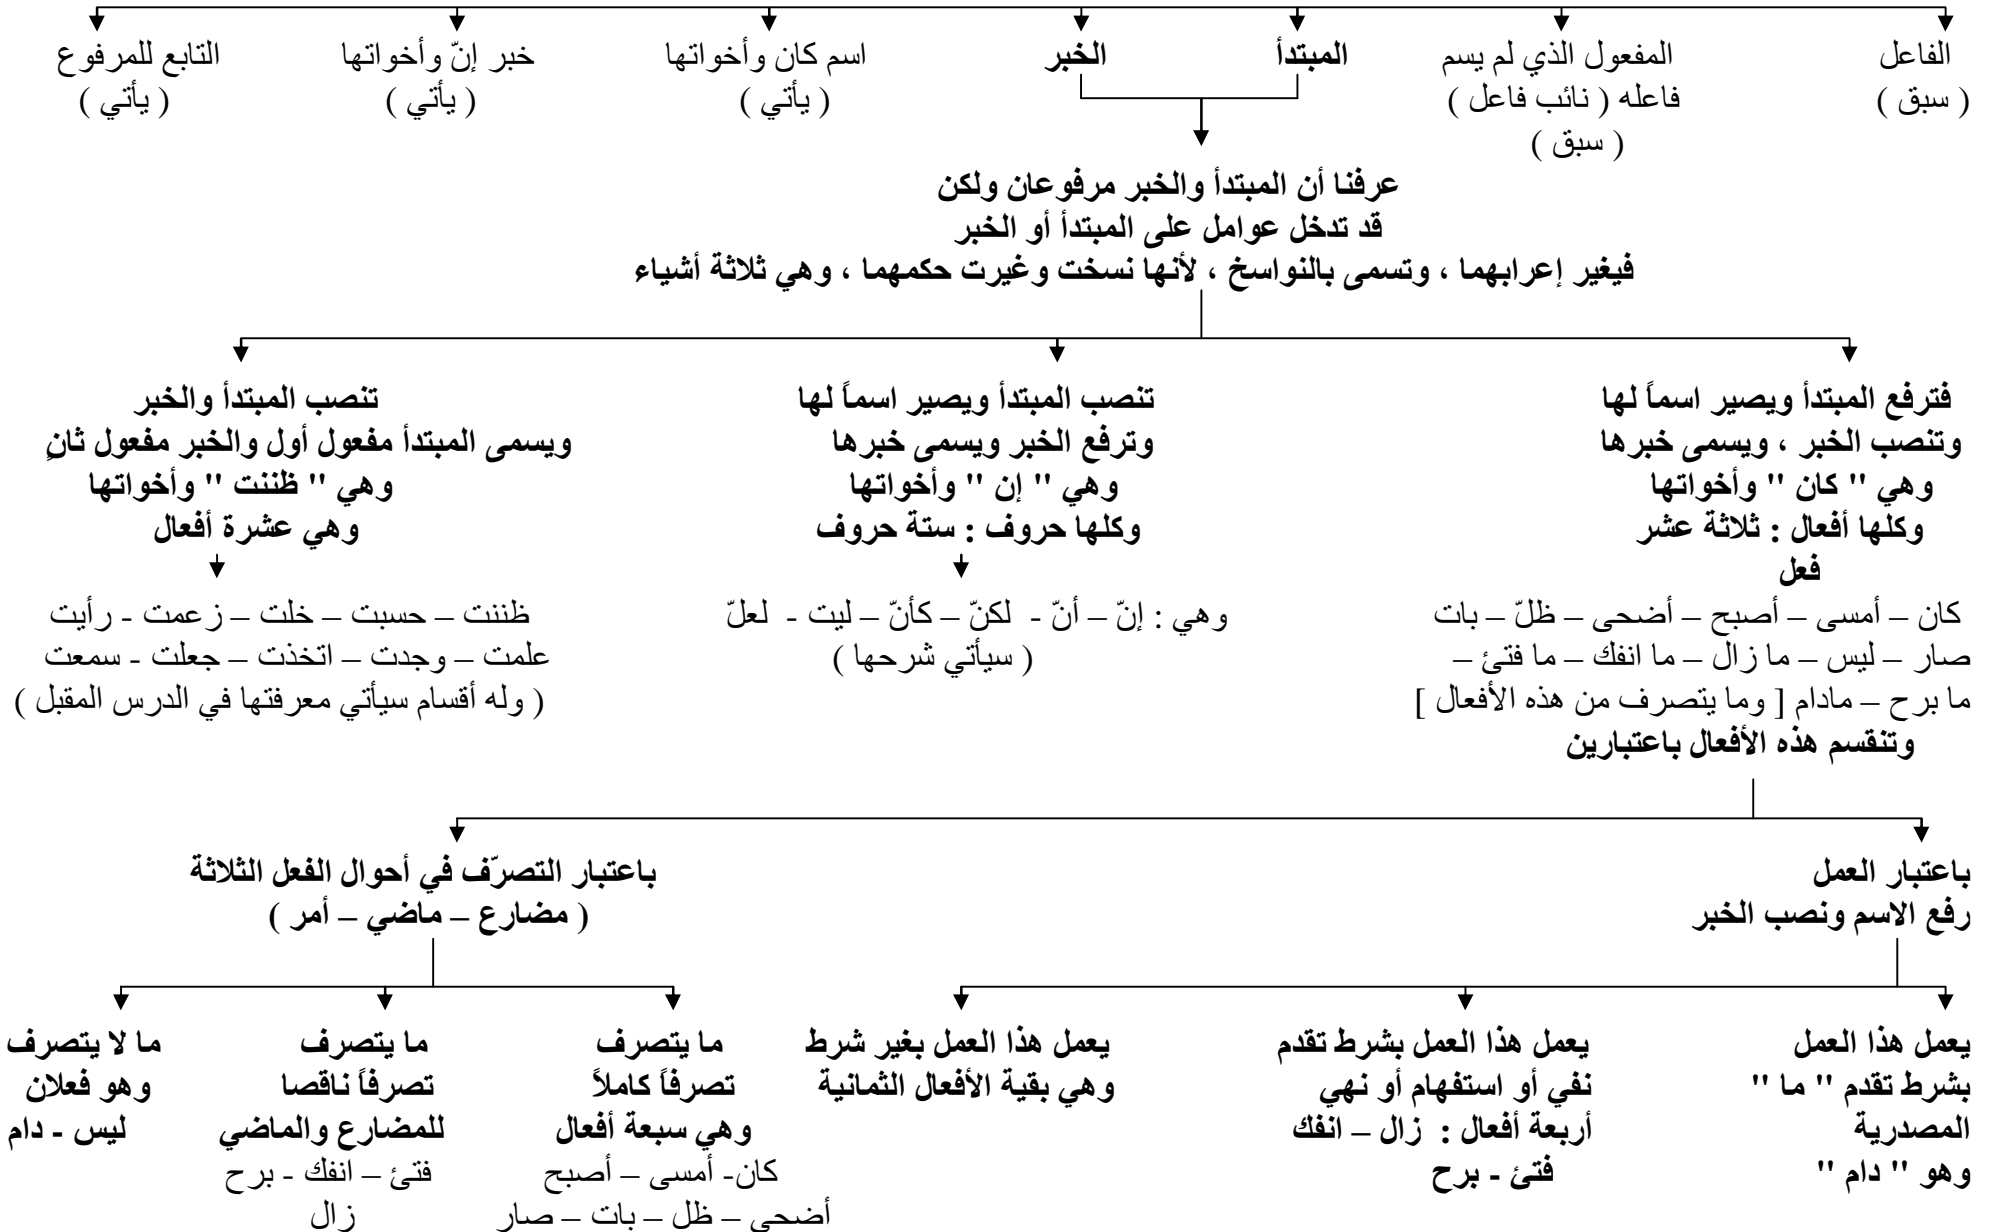 الفاعل
( سبق )
المفعول الذي لم يسم
فاعله ( نائب فاعل )
( سبق )
المبتدأ
الخبر
اسم كان وأخواتها
( يأتي )
خبر إنّ وأخواتها
( يأتي )
التابع للمرفوع
( يأتي )
عرفنا أن المبتدأ والخبر مرفوعان ولكن
قد تدخل عوامل على المبتدأ أو الخبر
فيغير إعرابهما ، وتسمى بالنواسخ ، لأنها نسخت وغيرت حكمهما ، وهي ثلاثة أشياء
فترفع المبتدأ ويصير اسماً لها
وتنصب الخبر ، ويسمى خبرها
وهي " كان " وأخواتها
وكلها أفعال : ثلاثة عشر
فعل
كان – أمسى – أصبح – أضحى – ظلّ – بات
صار – ليس – ما زال – ما انفك – ما فتئ –
ما برح – مادام [ وما يتصرف من هذه الأفعال ]
وتنقسم هذه الأفعال باعتبارين
تنصب المبتدأ ويصير اسماً لها
وترفع الخبر ويسمى خبرها
وهي " إن " وأخواتها
وكلها حروف : ستة حروف
وهي : إنّ – أنّ - لكنّ – كأنّ – ليت - لعلّ
( سيأتي شرحها )
تنصب المبتدأ والخبر
ويسمى المبتدأ مفعول أول والخبر مفعول ثانٍ
وهي " ظننت " وأخواتها
وهي عشرة أفعال
ظننت – حسبت – خلت – زعمت - رأيت
علمت – وجدت – اتخذت – جعلت - سمعت
( وله أقسام سيأتي معرفتها في الدرس المقبل )
باعتبار العمل
رفع الاسم ونصب الخبر
باعتبار التصرّف في أحوال الفعل الثلاثة
( مضارع – ماضي – أمر )
يعمل هذا العمل
بشرط تقدم " ما "
المصدرية
وهو " دام "
يعمل هذا العمل بشرط تقدم
نفي أو استفهام أو نهي
أربعة أفعال : زال – انفك
فتئ - برح
يعمل هذا العمل بغير شرط
وهي بقية الأفعال الثمانية
ما يتصرف
تصرفاً كاملاً
وهي سبعة أفعال
كان- أمسى – أصبح
أضحى – ظل – بات – صار
ما يتصرف
تصرفاً ناقصا
للمضارع والماضي
فتئ – انفك - برح
زال
ما لا يتصرف
وهو فعلان
ليس - دام